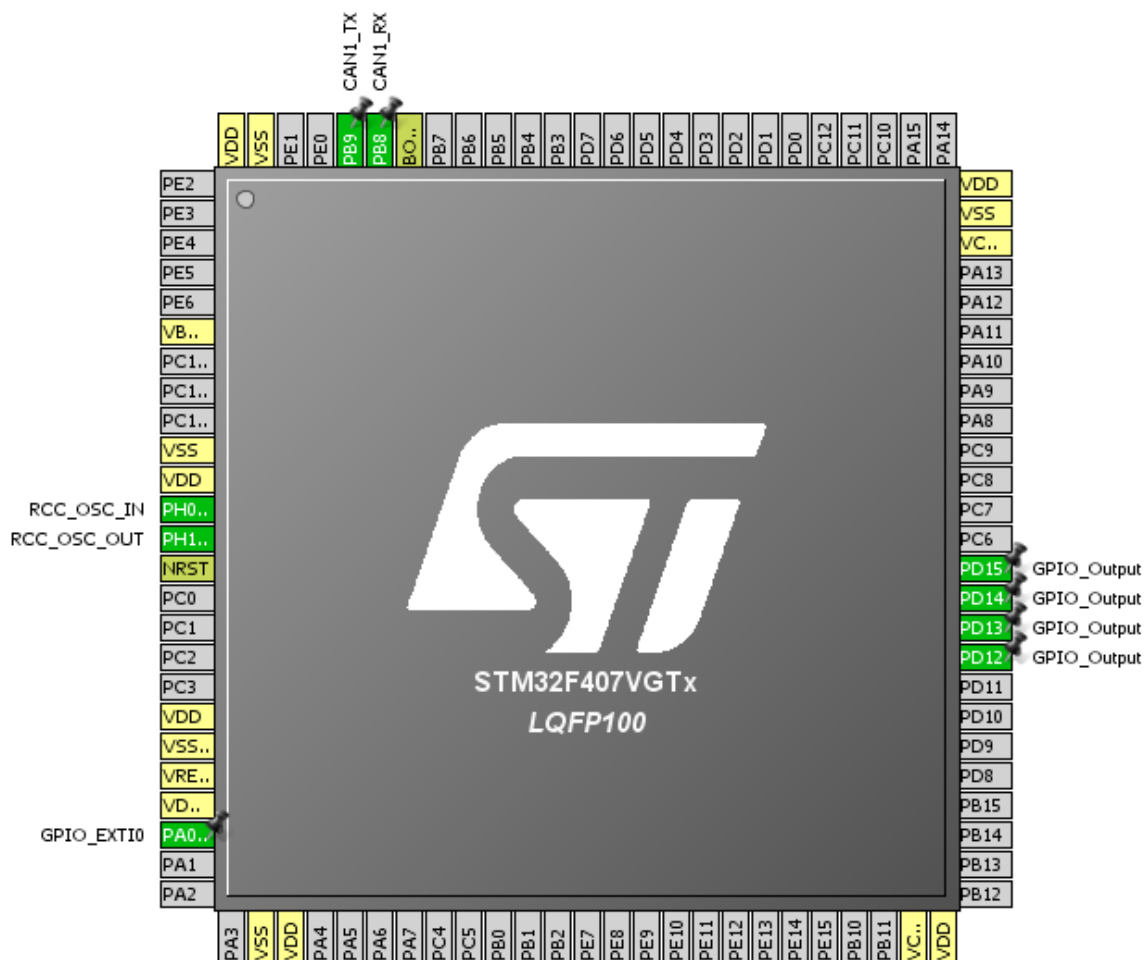 CAN1_TX
CAN1_RX
VDD
VSS
PE1
PE0
PB9
PB8
BO..
PB7
PB6
PB5
PB4
PB3
PD7
PD6
PD5
PD4
PD3
PD2
PD1
PD0
PC12
PC11
PC10
PA15
PA14
PE2
PE3
PE4
PE5
PE6
VB..
PC1..
PC1..
PC1..
VSS
VDD
RCC_OSC_IN PH0..
RCC_OSC_OUT PH1..
NRST
PC0
PC1
PC2
PC3
VDD
VSS..
VRE..
VD..
GPIO_EXTI0 PA0..
PA1
PA2
STM32F407VGTx
LQFP100
VDD
VSS
VC..
PA13
PA12
PA11
PA10
PA9
PA8
PC9
PC8
PC7
PC6
PD15 GPIO_Output
PD14 GPIO_Output
PD13 GPIO_Output
PD12 GPIO_Output
PD11
PD10
PD9
PD8
PB15
PB14
PB13
PB12
PA3
VSS
VDD
PA4
PA5
PA6
PA7
PC4
PC5
PB0
PB1
PB2
PE7
PE8
PE9
PE10
PE11
PE12
PE13
PE14
PE15
PB10
PB11
VC..
VDD